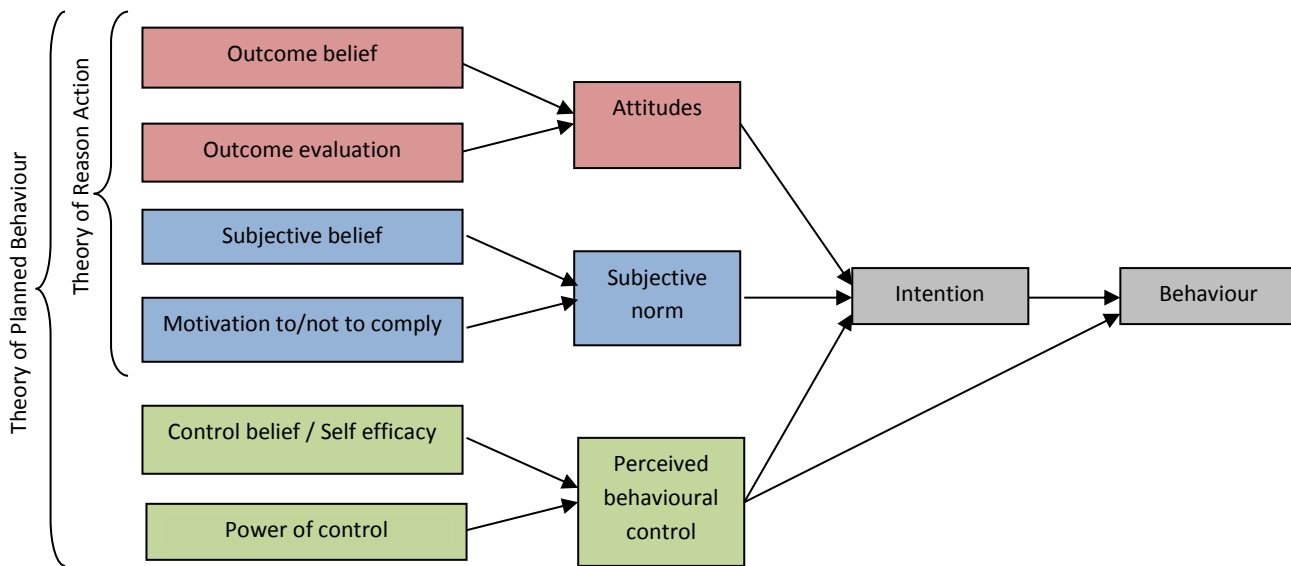 Theory of Planned Behaviour
Theory of Reason Action
Outcome belief
Outcome evaluation
Attitudes
Subjective belief
Motivation to/not to comply
Subjective
norm
Intention
Behaviour
Control belief / Self efficacy
Power of control
Perceived
behavioural
control